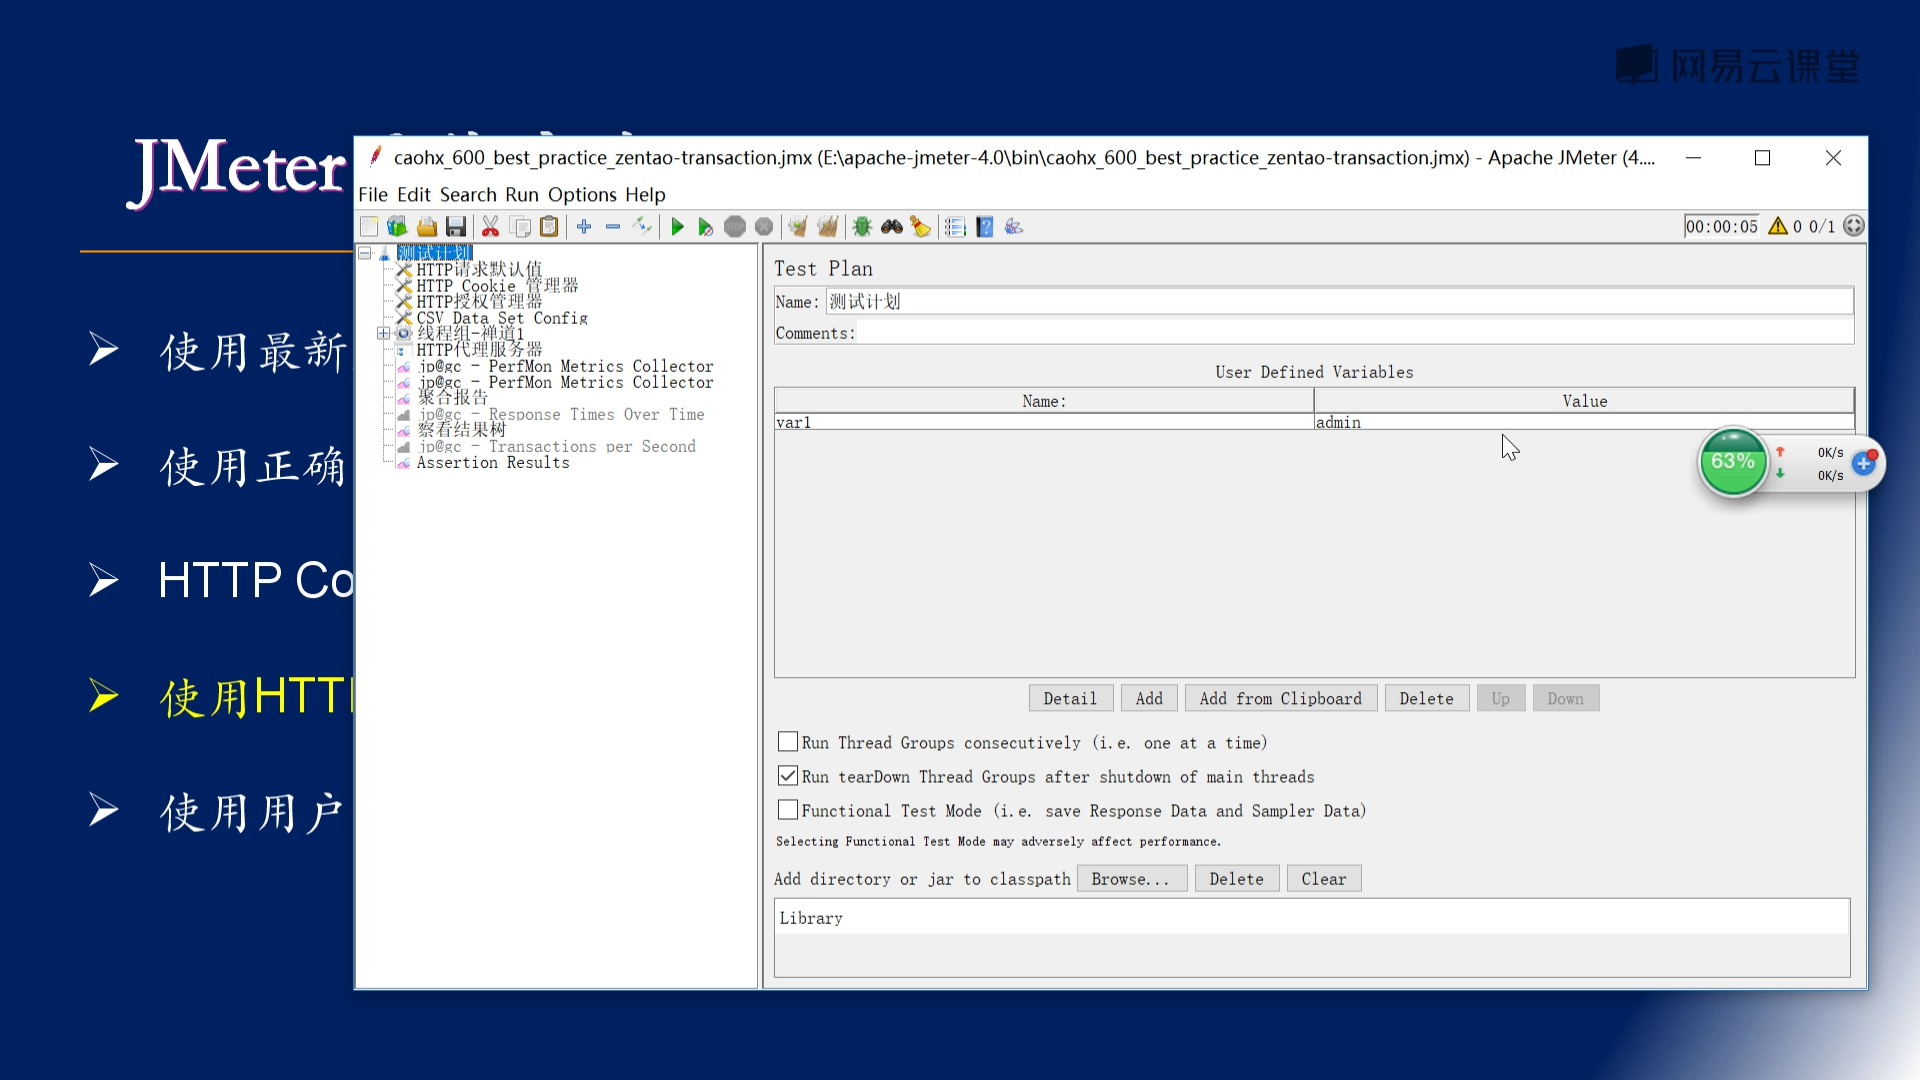 网易云课堂
JMeter
caohx_600_best_practice_zentao-transaction.jmx (E:\apache-jmeter-4.0\bin\caohx_600_best_practice_zentao-transaction.jmx) - Apache JMeter (4....
File Edit Search Run Options Help
00:00:05 0 0/1
测试计划
HTTP请求默认值
HTTP Cookie 管理器
HTTP授权管理器
CSV Data Set Config
线程组-禅道1
HTTP代理服务器
jp@gc - PerfMon Metrics Collector
jp@gc - PerfMon Metrics Collector
聚合报告
jp@gc - Response Times Over Time
察看结果树
jp@gc - Transactions per Second
Assertion Results
Test Plan
Name: 测试计划
Comments:
User Defined Variables
Name: Value
var1 admin
Detail Add Add from Clipboard Delete Up Down
Run Thread Groups consecutively (i.e. one at a time)
Run tearDown Thread Groups after shutdown of main threads
Functional Test Mode (i.e. save Response Data and Sampler Data)
Selecting Functional Test Mode may adversely affect performance.
Add directory or jar to classpath Browse... Delete Clear
Library
63%
0K/s
0K/s
使用最新
使用正确
HTTP Co
使用HTT
使用用户